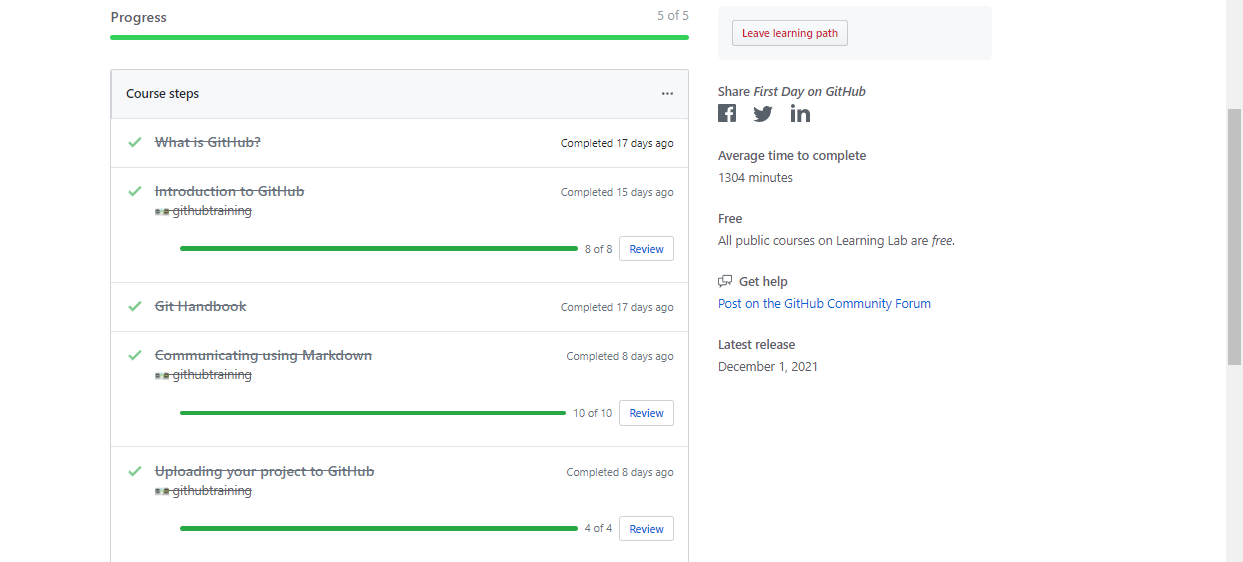 Progress
5 of 5
Course steps
What is GitHub?
Completed 17 days ago
Introduction to GitHub
Completed 15 days ago
githubtraining
8 of 8
Review
Git Handbook
Completed 17 days ago
Communicating using Markdown
Completed 8 days ago
githubtraining
10 of 10
Review
Uploading your project to GitHub
Completed 8 days ago
githubtraining
4 of 4
Review
Leave learning path
Share First Day on GitHub
Average time to complete
1304 minutes
Free
All public courses on Learning Lab are free.
Get help
Post on the GitHub Community Forum
Latest release
December 1, 2021